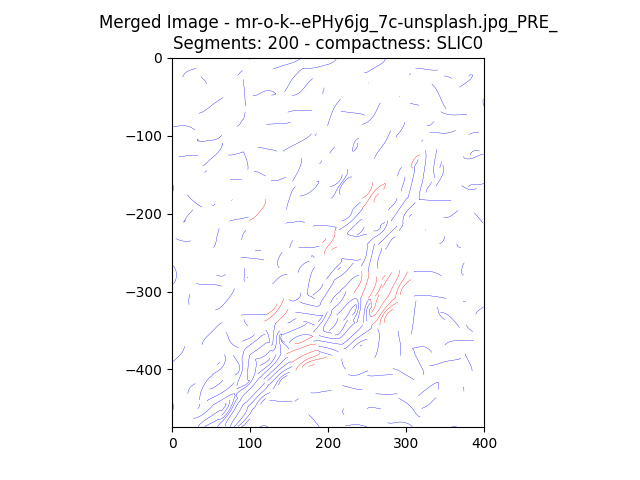 Merged Image - mr-o-k--ePHy6jg_7c-unsplash.jpg_PRE_
Segments: 200 - compactness: SLIC0
0
−100
−200
−300
−400
0 100 200 300 400